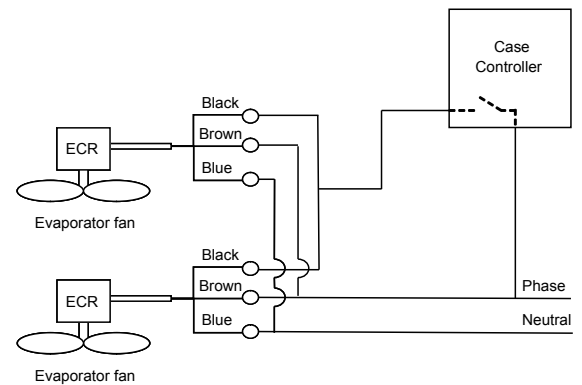 Case
Controller
Black
Brown
ECR
Blue
Evaporator fan
Black
Brown
ECR
Phase
Blue
Neutral
Evaporator fan